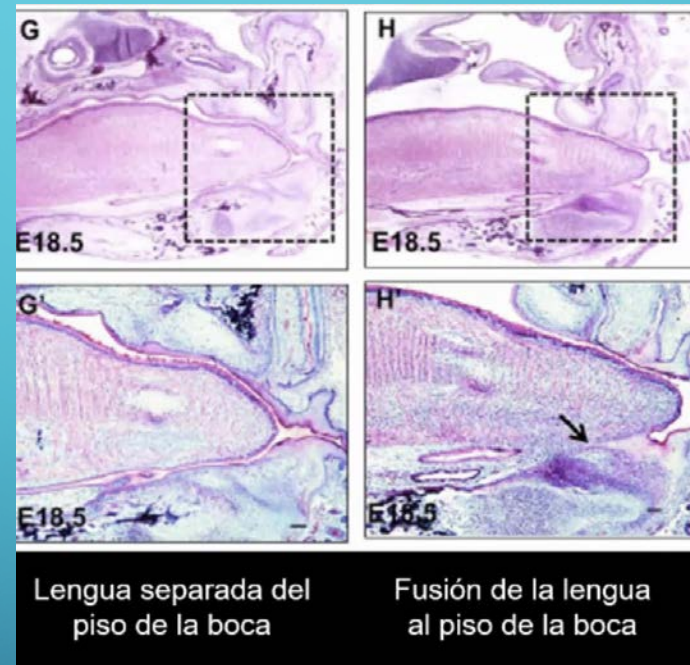 G
H
E18.5
E18.5
G'
H'
E18.5
E18.5
Lengua separada del
piso de la boca
Fusión de la lengua
al piso de la boca